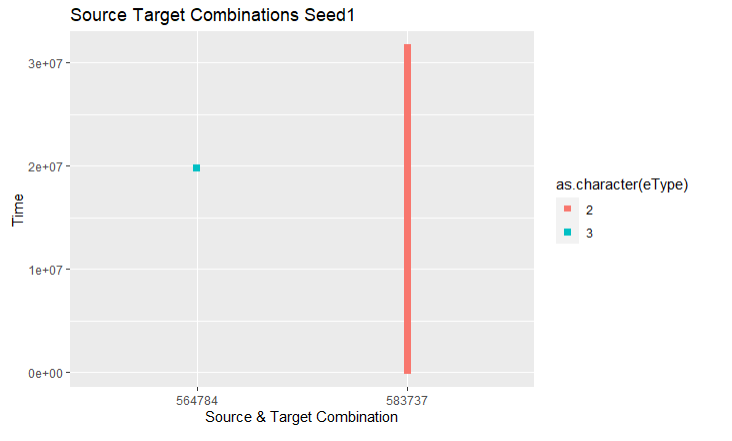 Source Target Combinations Seed1
3e+07
2e+07
1e+07
0e+00
Time
564784
583737
Source & Target Combination
as.character(eType)
2
3